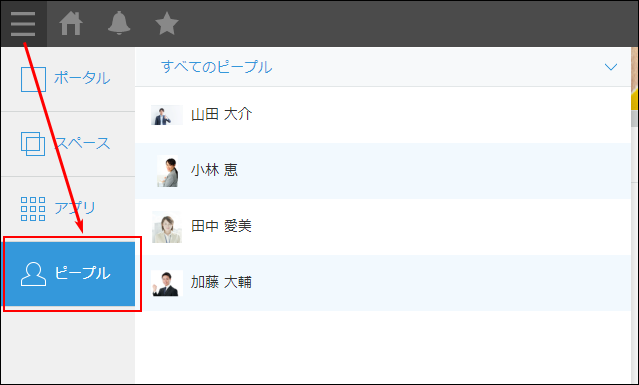 ポータル
スペース
アプリ
ピープル
すべてのピープル
山田 大介
小林 恵
田中 愛美
加藤 大輔